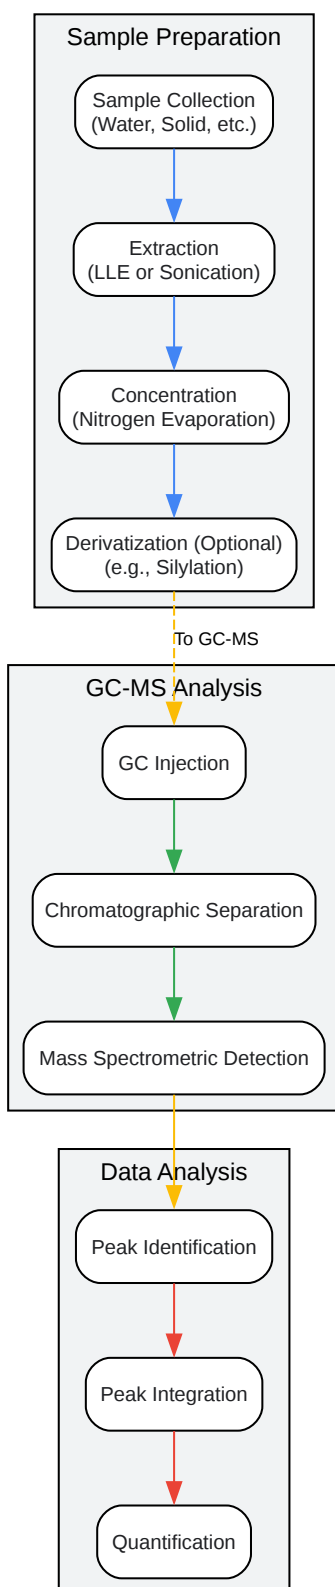 Sample Preparation
Sample Collection
(Water, Solid, etc.)
Extraction
(LLE or Sonication)
Concentration
(Nitrogen Evaporation)
Derivatization (Optional)
(e.g., Silylation)
To GC-MS
GC-MS Analysis
GC Injection
Chromatographic Separation
Mass Spectrometric Detection
Data Analysis
Peak Identification
Peak Integration
Quantification